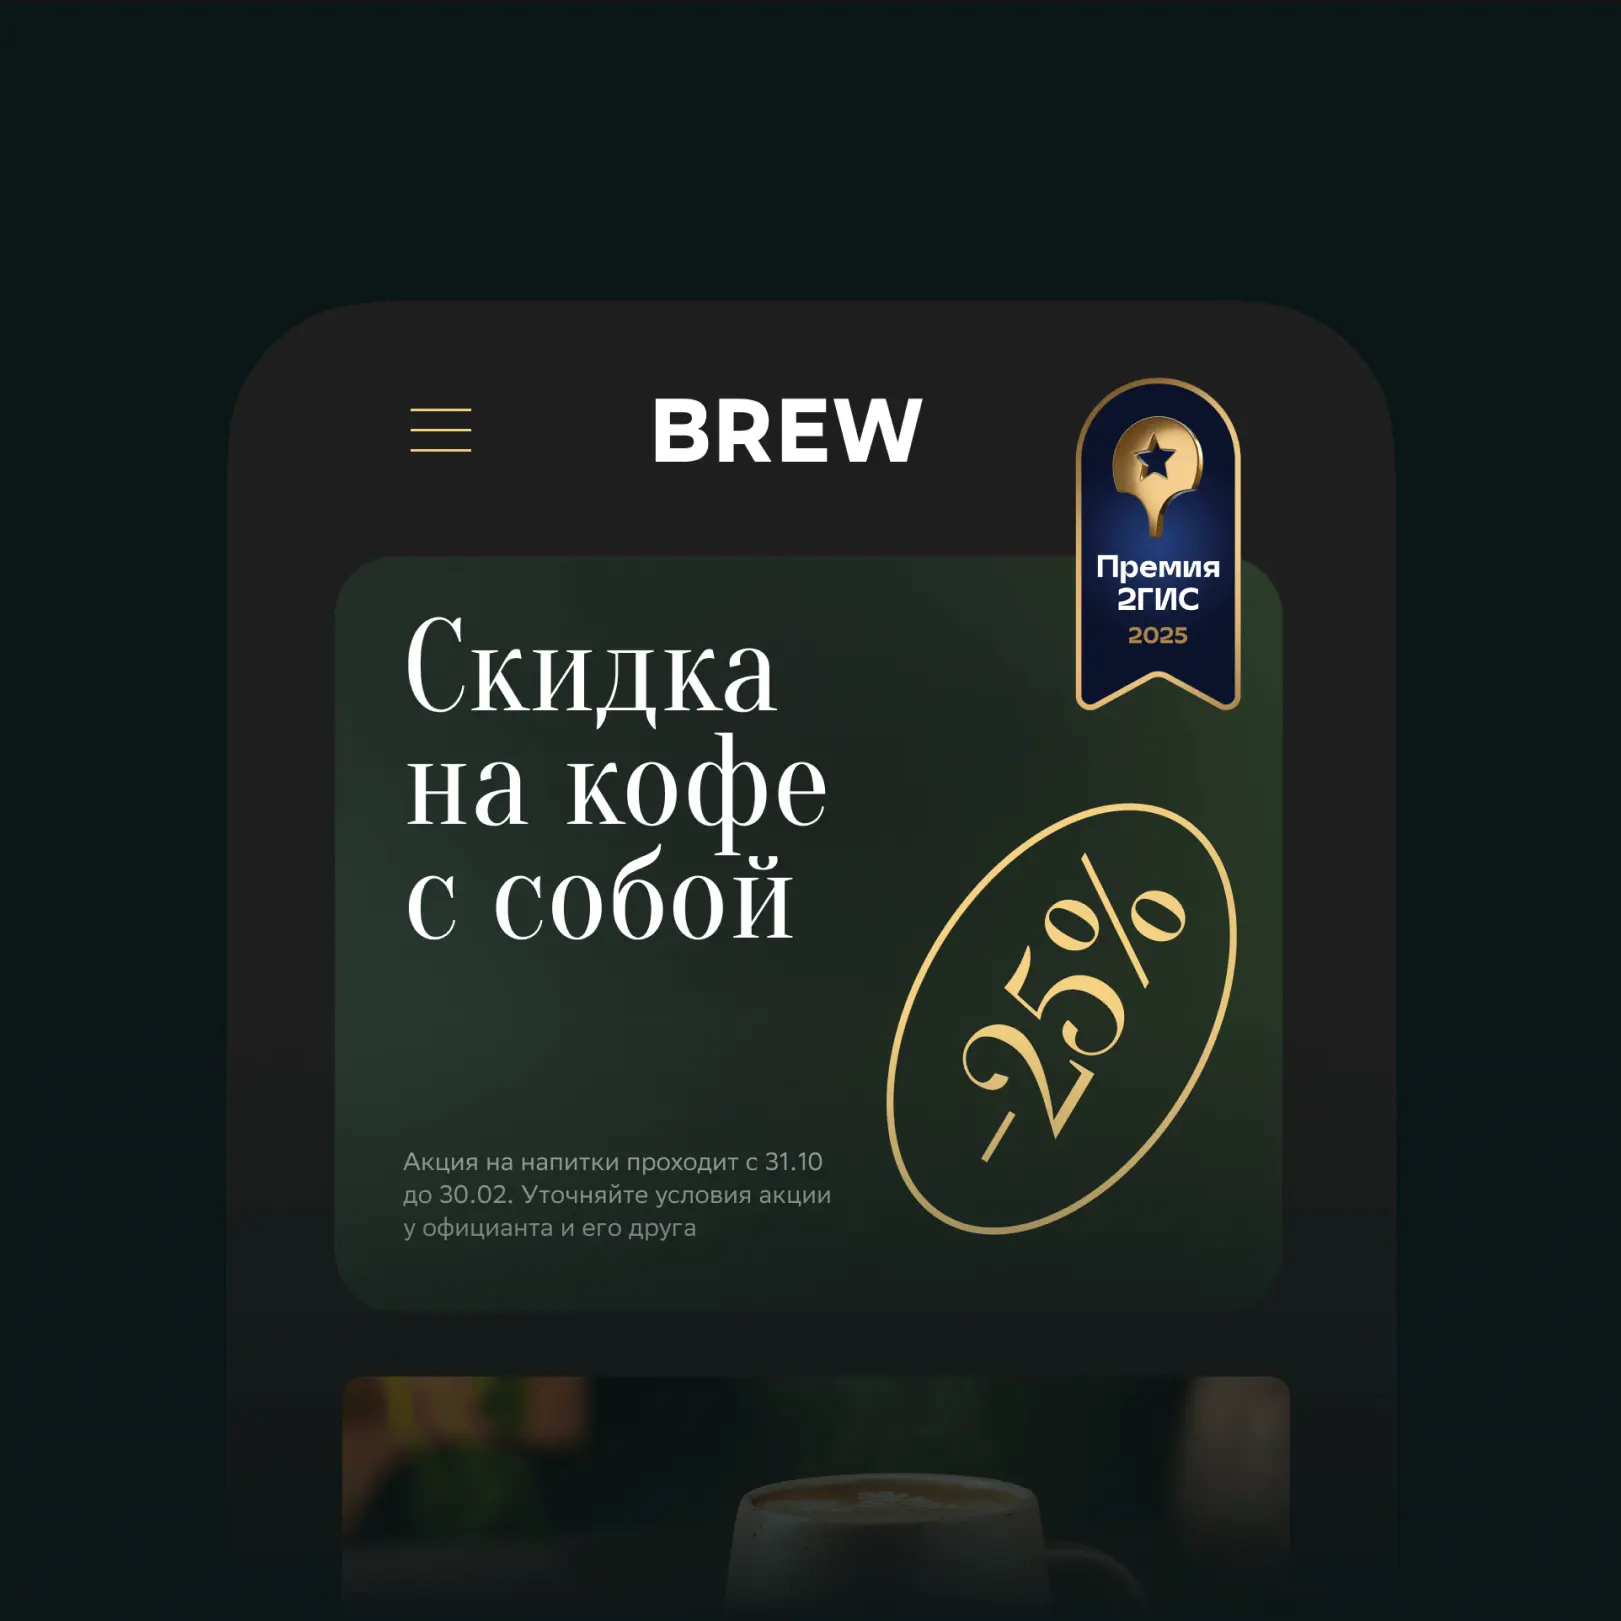 BREW
Премия
2ГИС
2025
Скидка
на кофе
с собой
-25%
Акция на напитки проходит с 31.10
до 30.02. Уточняйте условия акции
у официанта и его друга